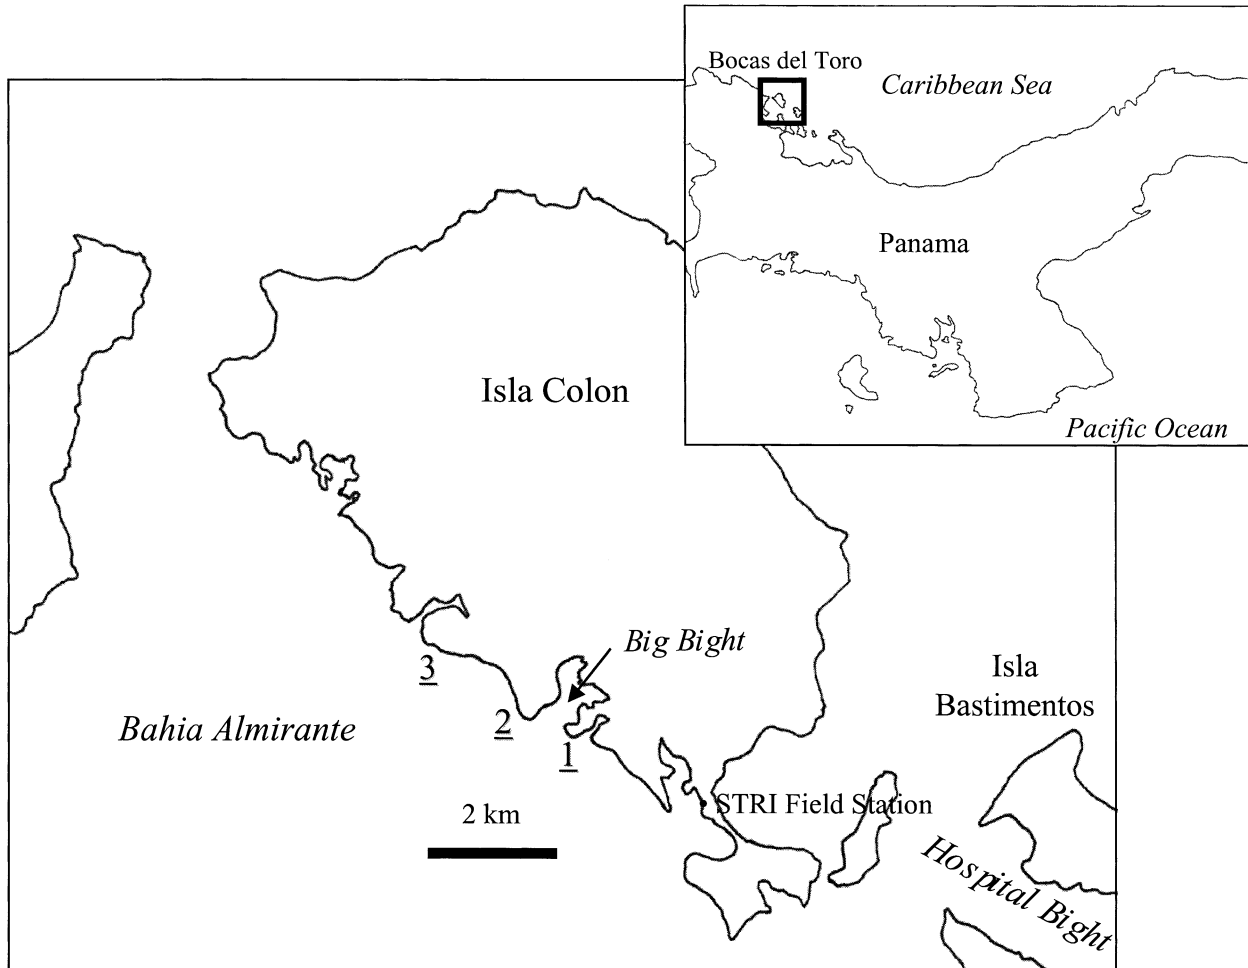 Bocas del Toro
Caribbean Sea
Panama
Pacific Ocean
Isla Colon
Big Bight
3
2
1
Bahia Almirante
Isla
Bastimentos
STRI Field Station
2 km
Hospital Bight